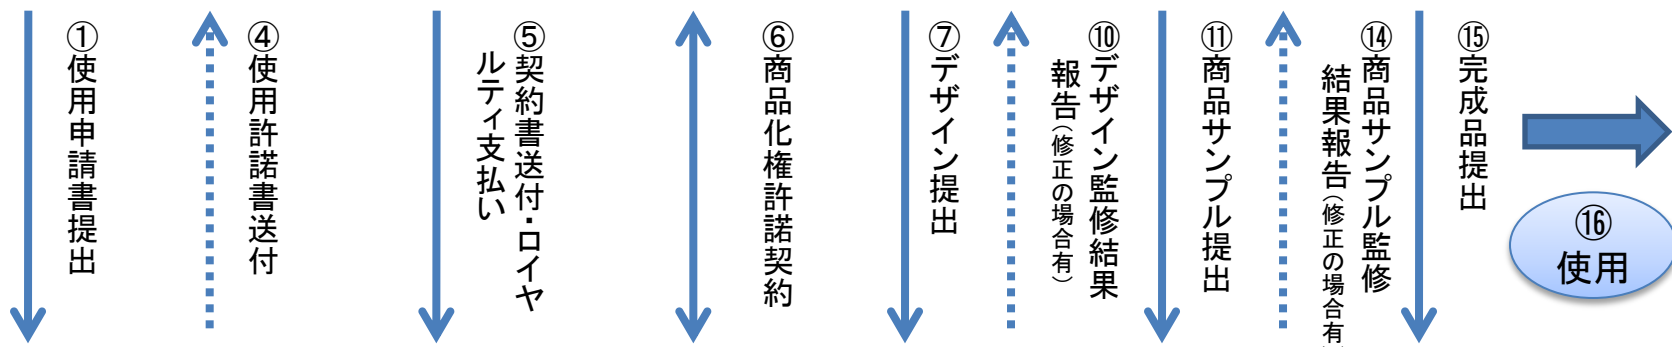 ①使用申請書提出
④使用許諾書送付
⑤契約書送付・ロイヤ
ルティ支払い
⑥商品化権許諾契約
⑦デザイン提出
⑩デザイン監修結果
報告（修正の場合有）
⑪商品サンプル提出
⑭商品サンプル監修
結果報告（修正の場合有
⑮完成品提出
⑯
使用